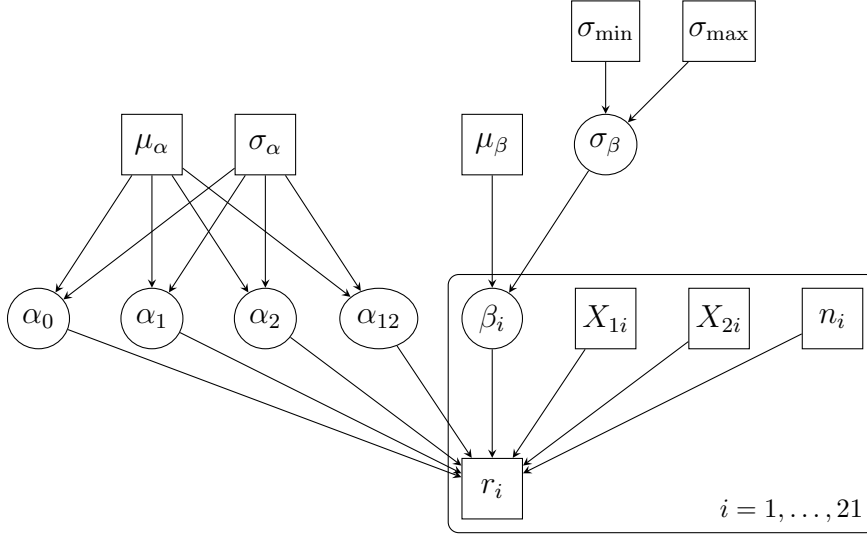 σ_min σ_max
μ_α σ_α μ_β σ_β
α_0 α_1 α_2 α_12 β_i X_1i X_2i n_i
r_i
i = 1, . . . , 21